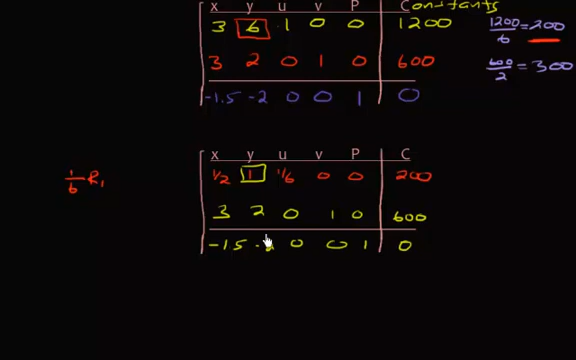 x y u v P Constants
3 6 1 0 0 1200 1200/6 = 200
3 2 0 1 0 600 600/2 = 300
-1.5 -2 0 0 1 0
x y u v P C
1/6 R1 1/2 1 1/6 0 0 200
3 2 0 1 0 600
-1.5 -2 0 0 1 0